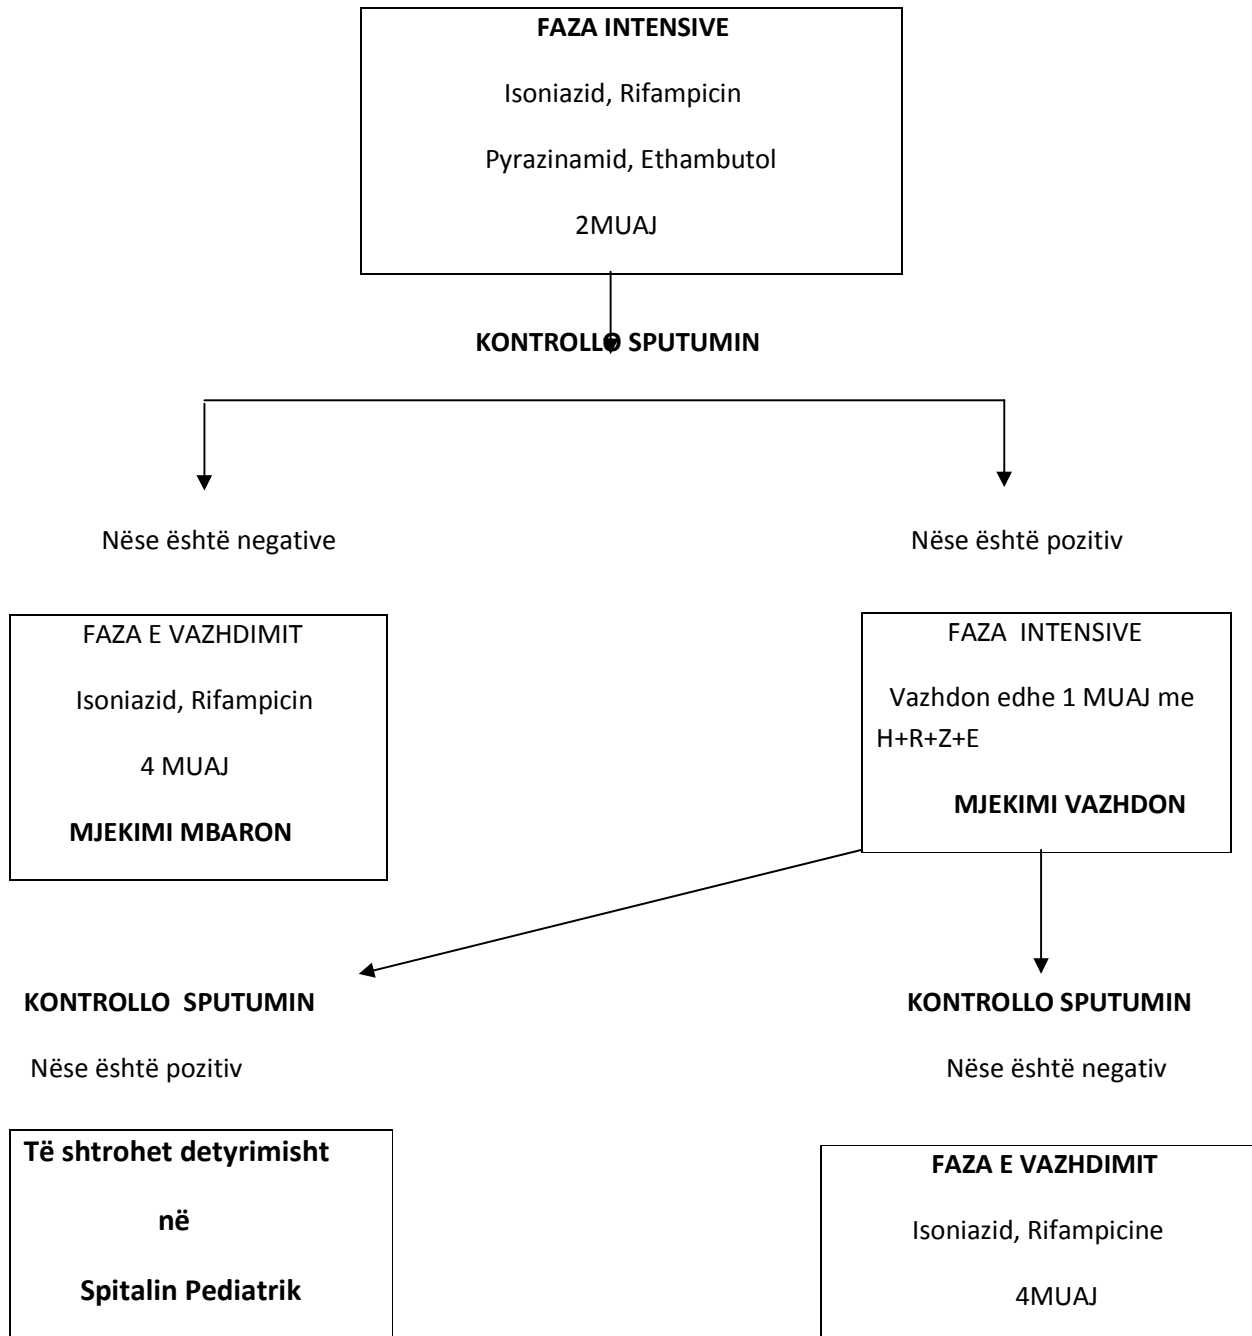 FAZA INTENSIVE
Isoniazid, Rifampicin
Pyrazinamid, Ethambutol
2MUAJ
KONTROLLO SPUTUMIN
Nëse është negative
Nëse është pozitiv
FAZA E VAZHDIMIT
Isoniazid, Rifampicin
4 MUAJ
MJEKIMI MBARON
FAZA INTENSIVE
Vazhdon edhe 1 MUAJ me
H+R+Z+E
MJEKIMI VAZHDON
KONTROLLO SPUTUMIN
Nëse është pozitiv
KONTROLLO SPUTUMIN
Nëse është negativ
Të shtrohet detyrimisht
në
Spitalin Pediatrik
FAZA E VAZHDIMIT
Isoniazid, Rifampicine
4MUAJ